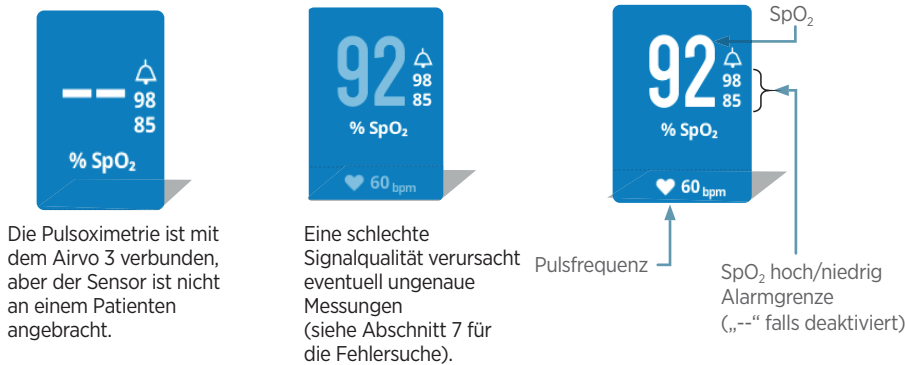 98
85
% SpO₂
Die Pulsoximetrie ist mit
dem Airvo 3 verbunden,
aber der Sensor ist nicht
an einem Patienten
angebracht.
92
98
85
% SpO₂
60 bpm
Eine schlechte
Signalqualität verursacht
eventuell ungenaue
Messungen
(siehe Abschnitt 7 für
die Fehlersuche).
SpO₂
92
98
85
% SpO₂
60 bpm
Pulsfrequenz
SpO₂ hoch/niedrig
Alarmgrenze
(„--“ falls deaktiviert)